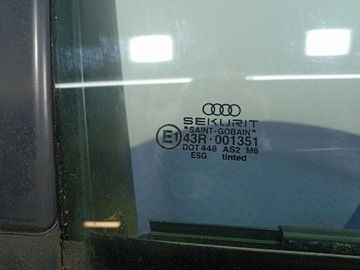 SEKURIT
"SAINT-GOBAIN"
E1 43R-001351
DOT 448 AS2 M6
ESG tinted